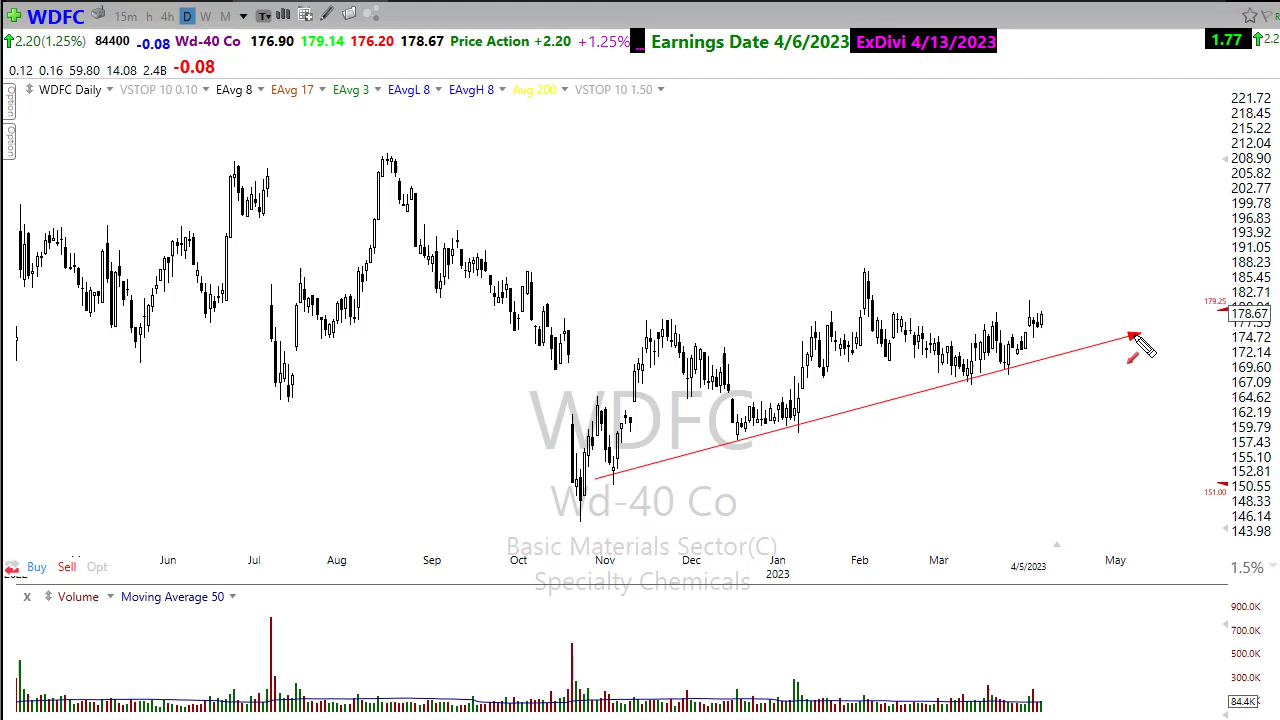 WDFC 15m h 4h D W M T
2.20(1.25%) 84400 -0.08 Wd-40 Co 176.90 179.14 176.20 178.67 Price Action +2.20 +1.25% ... Earnings Date 4/6/2023 ExDivi 4/13/2023 1.77
0.12 0.16 59.80 14.08 2.4B -0.08
Option
Option
WDFC Daily VSTOP 10 0.10 EAvg 8 EAvg 17 EAvg 3 EAvgL 8 EAvgH 8 Avg 200 VSTOP 10 1.50
221.72
218.45
215.22
212.04
208.90
205.82
202.77
199.78
196.83
193.92
191.05
188.23
185.45
182.71
179.25
178.67
177.35
174.72
172.14
169.60
167.09
164.62
162.19
159.79
157.43
155.10
152.81
150.55
151.00
148.33
146.14
143.98
WDFC
Wd-40 Co
Basic Materials Sector(C)
Specialty Chemicals
Jun Jul Aug Sep Oct Nov Dec Jan Feb Mar 4/5/2023 May
2023
Buy Sell Opt 1.5%
X Volume Moving Average 50
900.0K
700.0K
500.0K
300.0K
84.4K